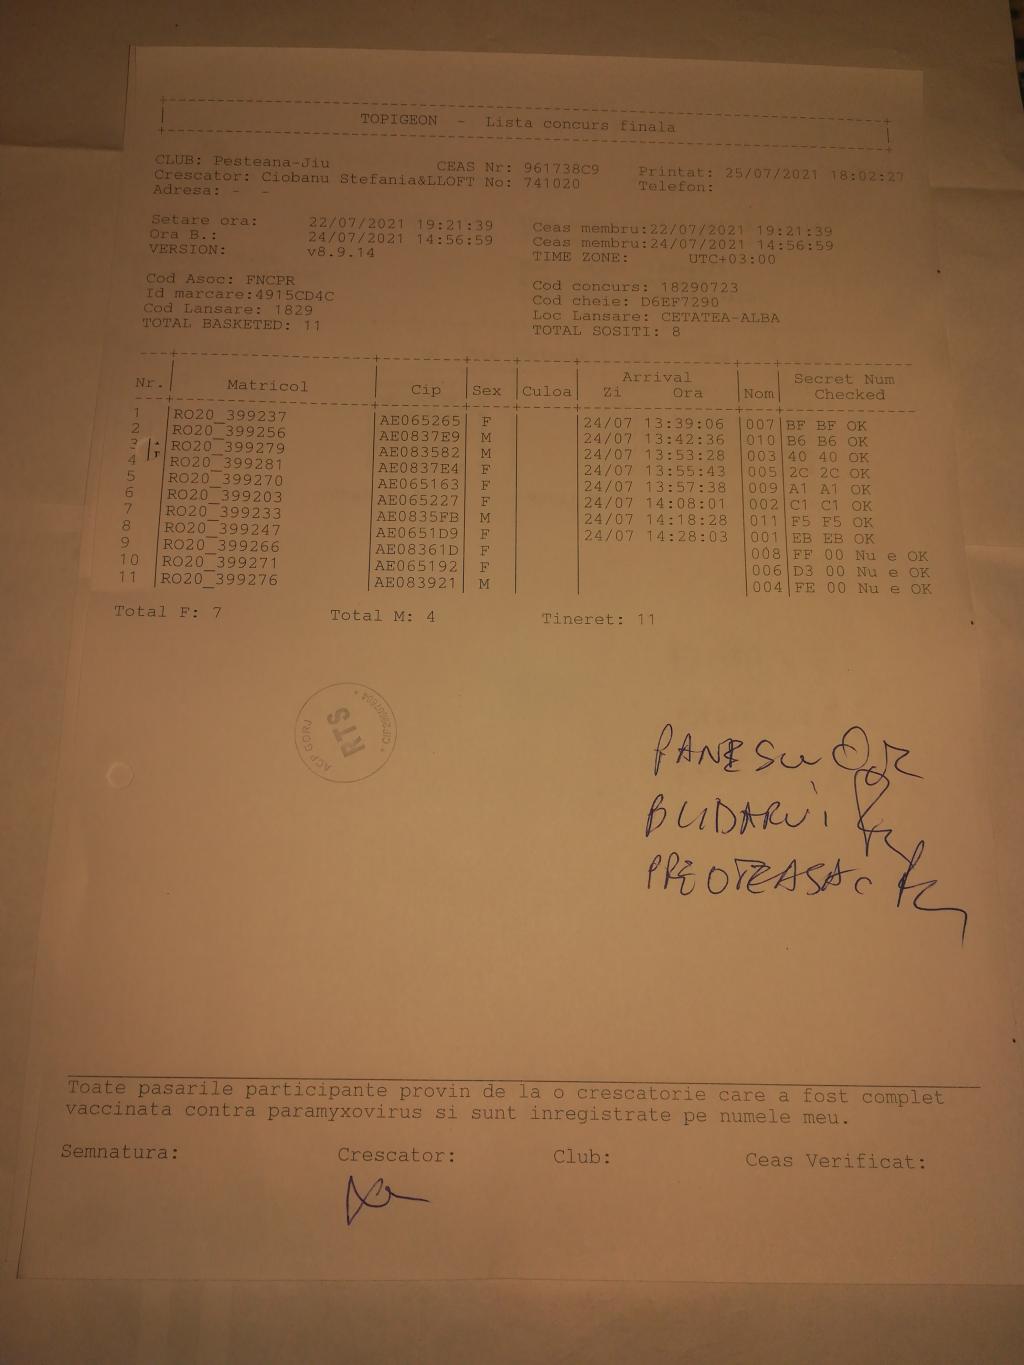 TOPIGEON - Lista concurs finala
CLUB: Pesteana-Jiu CEAS Nr: 961738C9 Printat: 25/07/2021 18:02:27
Crescator: Ciobanu Stefania&LLOFT No: 741020 Telefon:
Adresa: - -
Setare ora: 22/07/2021 19:21:39 Ceas membru:22/07/2021 19:21:39
Ora B.: 24/07/2021 14:56:59 Ceas membru:24/07/2021 14:56:59
VERSION: v8.9.14 TIME ZONE: UTC+03:00
Cod Asoc: FNCPR Cod concurs: 18290723
Id marcare:4915CD4C Cod cheie: D6EF7290
Cod Lansare: 1829 Loc Lansare: CETATEA-ALBA
TOTAL BASKETED: 11 TOTAL SOSITI: 8
Nr. Matricol Cip Sex Culoa Arrival Zi Ora Nom Secret Num Checked
1 RO20_399237 AE065265 F 24/07 13:39:06 007 BF BF OK
2 RO20_399256 AE0837E9 M 24/07 13:42:36 010 B6 B6 OK
3 RO20_399279 AE083582 M 24/07 13:53:28 003 40 40 OK
4 RO20_399281 AE0837E4 F 24/07 13:55:43 005 2C 2C OK
5 RO20_399270 AE065163 F 24/07 13:57:38 009 A1 A1 OK
6 RO20_399203 AE065227 F 24/07 14:08:01 002 C1 C1 OK
7 RO20_399233 AE0835FB M 24/07 14:18:28 011 F5 F5 OK
8 RO20_399247 AE0651D9 F 24/07 14:28:03 001 EB EB OK
9 RO20_399266 AE08361D F 008 FF 00 Nu e OK
10 RO20_399271 AE065192 F 006 D3 00 Nu e OK
11 RO20_399276 AE083921 M 004 FE 00 Nu e OK
Total F: 7 Total M: 4 Tineret: 11
ACP GORJ
RTS
PREOTEASA C
Toate pasarile participante provin de la o crescatorie care a fost complet
vaccinata contra paramyxovirus si sunt inregistrate pe numele meu.
Semnatura: Crescator: Club: Ceas Verificat: